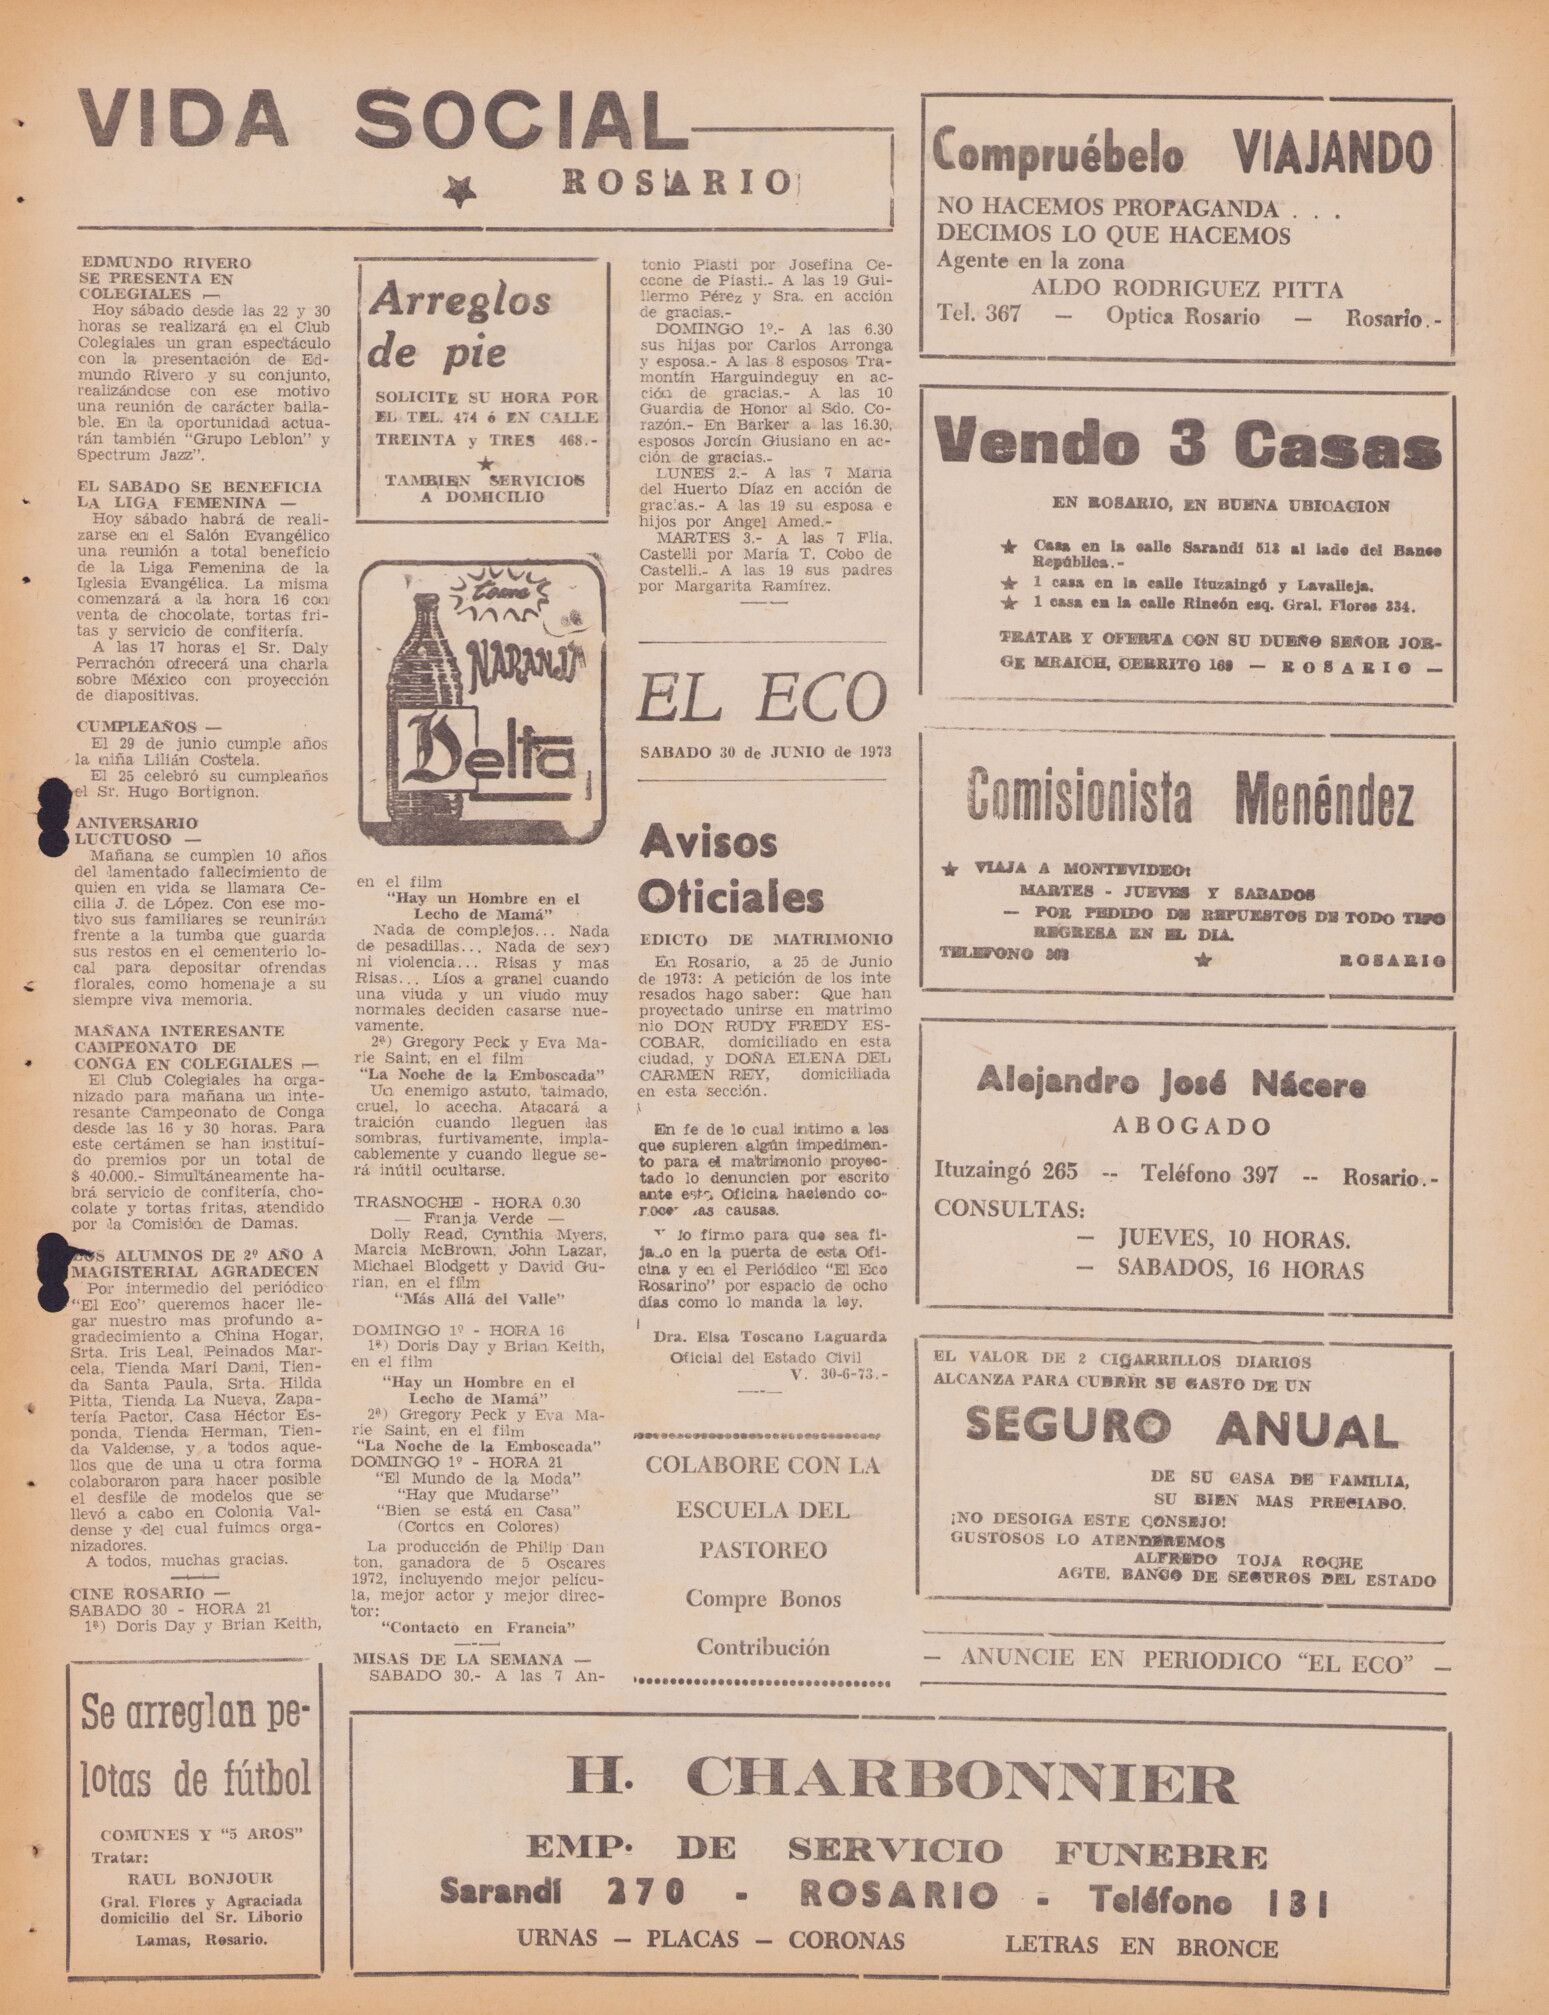 VIDA SOCIAL
ROSARIO
EDMUNDO RIVERO
SE PRESENTA EN
COLEGIALES —
Hoy sábado desde las 22 y 30
horas se realizará en el Club
Colegiales un gran espectáculo
con la presentación de Ed-
mundo Rivero y su conjunto,
realizándose con ese motivo
una reunión de carácter baila-
ble. En la oportunidad actua-
rán también "Grupo Leblon" y
Spectrum Jazz".
EL SABADO SE BENEFICIA
LA LIGA FEMENINA —
Hoy sábado habrá de reali-
zarse en el Salón Evangélico
una reunión a total beneficio
de la Liga Femenina de la
Iglesia Evangélica. La misma
comenzará a la hora 16 con
venta de chocolate, tortas fri-
tas y servicio de confitería.
A las 17 horas el Sr. Daly
Perrachón ofrecerá una charla
sobre México con proyección
de diapositivas.
CUMPLEAÑOS —
El 29 de junio cumple años
la niña Lilián Costela.
El 25 celebró su cumpleaños
el Sr. Hugo Bortignon.
ANIVERSARIO
LUCTUOSO —
Mañana se cumplen 10 años
del lamentado fallecimiento de
quien en vida se llamara Ce-
cilia J. de López. Con ese mo-
tivo sus familiares se reunirán
frente a la tumba que guarda
sus restos en el cementerio lo-
cal para depositar ofrendas
florales, como homenaje a su
siempre viva memoria.
MAÑANA INTERESANTE
CAMPEONATO DE
CONGA EN COLEGIALES —
El Club Colegiales ha orga-
nizado para mañana un inte-
resante Campeonato de Conga
desde las 16 y 30 horas. Para
este certámen se han instituí-
do premios por un total de
$ 40.000.- Simultáneamente ha-
brá servicio de confitería, cho-
colate y tortas fritas, atendido
por la Comisión de Damas.
LOS ALUMNOS DE 2º AÑO A
MAGISTERIAL AGRADECEN
Por intermedio del periódico
"El Eco" queremos hacer lle-
gar nuestro mas profundo a-
gradecimiento a China Hogar,
Srta. Iris Leal, Peinados Mar-
cela, Tienda Mari Dani, Tien-
da Santa Paula, Srta. Hilda
Pitta, Tienda La Nueva, Zapa-
tería Pactor, Casa Héctor Es-
ponda, Tienda Herman, Tien-
da Valdense, y a todos aque-
llos que de una u otra forma
colaboraron para hacer posible
el desfile de modelos que se
llevó a cabo en Colonia Val-
dense y del cual fuimos orga-
nizadores.
A todos, muchas gracias.
CINE ROSARIO —
SABADO 30 - HORA 21
1ª) Doris Day y Brian Keith,
Se arreglan pe-
lotas de fútbol
COMUNES Y "5 AROS"
Tratar:
RAUL BONJOUR
Gral. Flores y Agraciada
domicilio del Sr. Liborio
Lamas, Rosario.
Arreglos
de pie
SOLICITE SU HORA POR
EL TEL. 474 ó EN CALLE
TREINTA y TRES 468.-
TAMBIEN SERVICIOS
A DOMICILIO
tome
NARANJA
Delta
en el film
"Hay un Hombre en el
Lecho de Mamá"
Nada de complejos... Nada
de pesadillas... Nada de sexo
ni violencia... Risas y mas
Risas... Líos a granel cuando
una viuda y un viudo muy
normales deciden casarse nue-
vamente.
2ª) Gregory Peck y Eva Ma-
rie Saint, en el film
"La Noche de la Emboscada"
Un enemigo astuto, taimado,
cruel, lo acecha. Atacará a
traición cuando lleguen las
sombras, furtivamente, impla-
cablemente y cuando llegue se-
rá inútil ocultarse.
TRASNOCHE - HORA 0.30
— Franja Verde —
Dolly Read, Cynthia Myers,
Marcia McBrown, John Lazar,
Michael Blodgett y David Gu-
rian, en el film
"Más Allá del Valle"
DOMINGO 1º - HORA 16
1ª) Doris Day y Brian Keith,
en el film
"Hay un Hombre en el
Lecho de Mamá"
2ª) Gregory Peck y Eva Ma-
rie Saint, en el film
"La Noche de la Emboscada"
DOMINGO 1º - HORA 21
"El Mundo de la Moda"
"Hay que Mudarse"
"Bien se está en Casa"
(Cortos en Colores)
La producción de Philip Dan
ton, ganadora de 5 Oscares
1972, incluyendo mejor pelícu-
la, mejor actor y mejor direc-
tor:
"Contacto en Francia"
MISAS DE LA SEMANA —
SABADO 30.- A las 7 An-
tonio Piasti por Josefina Ce-
ccone de Piasti.- A las 19 Gui-
llermo Pérez y Sra. en acción
de gracias.-
DOMINGO 1º.- A las 6.30
sus hijas por Carlos Arronga
y esposa.- A las 8 esposos Tra-
montín Harguindeguy en ac-
ción de gracias.- A las 10
Guardia de Honor al Sdo. Co-
razón.- En Barker a las 16.30,
esposos Jorcín Giusiano en ac-
ción de gracias.-
LUNES 2.- A las 7 María
del Huerto Díaz en acción de
gracias.- A las 19 su esposa e
hijos por Angel Amed.-
MARTES 3.- A las 7 Flia.
Castelli por María T. Cobo de
Castelli.- A las 19 sus padres
por Margarita Ramírez.
EL ECO
SABADO 30 de JUNIO de 1973
Avisos
Oficiales
EDICTO DE MATRIMONIO
En Rosario, a 25 de Junio
de 1973: A petición de los inte
resados hago saber: Que han
proyectado unirse en matrimo
nio DON RUDY FREDY ES-
COBAR, domiciliado en esta
ciudad, y DOÑA ELENA DEL
CARMEN REY, domiciliada
en esta sección.
En fe de lo cual intimo a los
que supieren algún impedimen-
to para el matrimonio proyec-
tado lo denuncien por escrito
ante esta Oficina haciendo co-
nocer las causas.
Y lo firmo para que sea fi-
jado en la puerta de esta Ofi-
cina y en el Periódico "El Eco
Rosarino" por espacio de ocho
días como lo manda la ley.
Dra. Elsa Toscano Laguarda
Oficial del Estado Civil
V. 30-6-73.-
COLABORE CON LA
ESCUELA DEL
PASTOREO
Compre Bonos
Contribución
Compruébelo VIAJANDO
NO HACEMOS PROPAGANDA . . .
DECIMOS LO QUE HACEMOS
Agente en la zona
ALDO RODRIGUEZ PITTA
Tel. 367 — Optica Rosario — Rosario.-
Vendo 3 Casas
EN ROSARIO, EN BUENA UBICACION
★ Casa en la calle Sarandí 513 al lado del Banco
República.-
★ 1 casa en la calle Ituzaingó y Lavalleja.
★ 1 casa en la calle Rincón esq. Gral. Flores 334.
TRATAR Y OFERTA CON SU DUEÑO SEÑOR JOR-
GE MRAICH, CERRITO 169 — ROSARIO —
Comisionista Menéndez
★ VIAJA A MONTEVIDEO:
MARTES - JUEVES Y SABADOS
— POR PEDIDO DE REPUESTOS DE TODO TIPO
REGRESA EN EL DIA.
TELEFONO 363 ★ ROSARIO
Alejandro José Nácere
ABOGADO
Ituzaingó 265 -- Teléfono 397 -- Rosario.-
CONSULTAS:
— JUEVES, 10 HORAS.
— SABADOS, 16 HORAS
EL VALOR DE 2 CIGARRILLOS DIARIOS
ALCANZA PARA CUBRIR SU GASTO DE UN
SEGURO ANUAL
DE SU CASA DE FAMILIA,
SU BIEN MAS PRECIADO.
¡NO DESOIGA ESTE CONSEJO!
GUSTOSOS LO ATENDEREMOS
ALFREDO TOJA ROCHE
AGTE. BANCO DE SEGUROS DEL ESTADO
— ANUNCIE EN PERIODICO "EL ECO" —
H. CHARBONNIER
EMP. DE SERVICIO FUNEBRE
Sarandí 270 - ROSARIO - Teléfono 131
URNAS — PLACAS — CORONAS LETRAS EN BRONCE